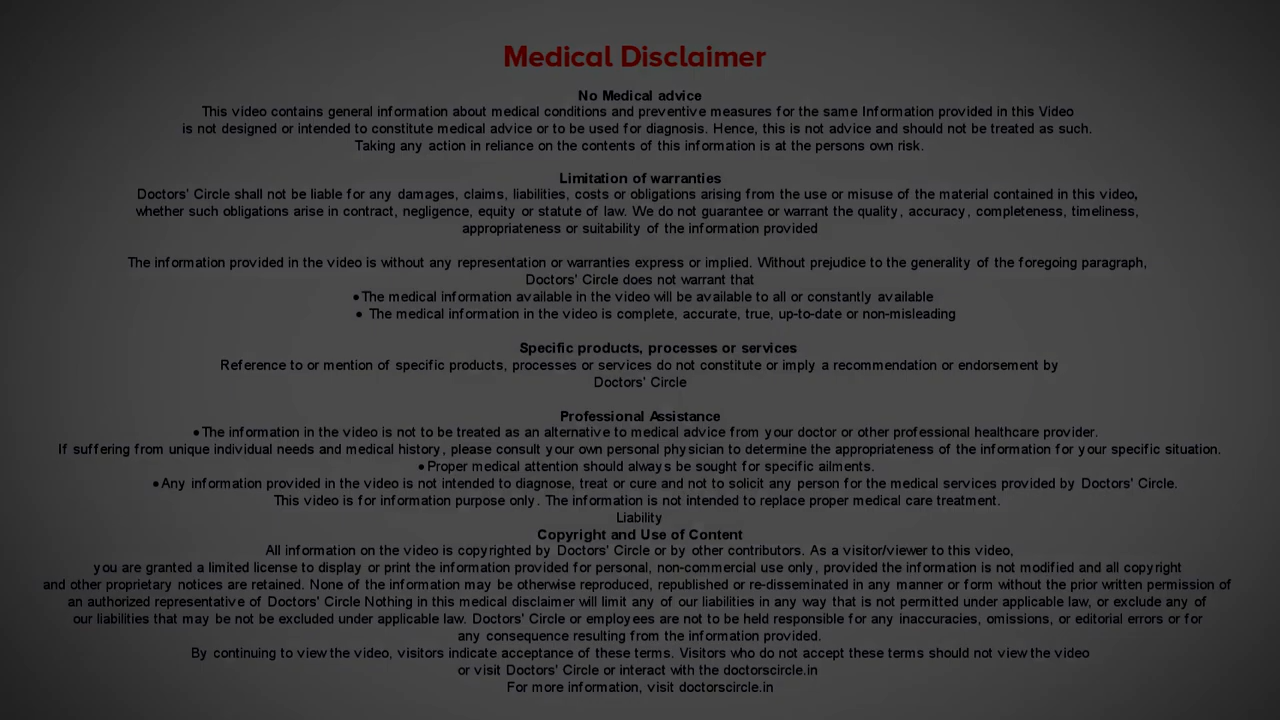 Medical Disclaimer
No Medical advice
This video contains general information about medical conditions and preventive measures for the same Information provided in this Video
is not designed or intended to constitute medical advice or to be used for diagnosis. Hence, this is not advice and should not be treated as such.
Taking any action in reliance on the contents of this information is at the persons own risk.
Limitation of warranties
Doctors' Circle shall not be liable for any damages, claims, liabilities, costs or obligations arising from the use or misuse of the material contained in this video,
whether such obligations arise in contract, negligence, equity or statute of law. We do not guarantee or warrant the quality, accuracy, completeness, timeliness,
appropriateness or suitability of the information provided
The information provided in the video is without any representation or warranties express or implied. Without prejudice to the generality of the foregoing paragraph,
Doctors' Circle does not warrant that
•The medical information available in the video will be available to all or constantly available
• The medical information in the video is complete, accurate, true, up-to-date or non-misleading
Specific products, processes or services
Reference to or mention of specific products, processes or services do not constitute or imply a recommendation or endorsement by
Doctors' Circle
Professional Assistance
•The information in the video is not to be treated as an alternative to medical advice from your doctor or other professional healthcare provider.
If suffering from unique individual needs and medical history, please consult your own personal physician to determine the appropriateness of the information for your specific situation.
•Proper medical attention should always be sought for specific ailments.
•Any information provided in the video is not intended to diagnose, treat or cure and not to solicit any person for the medical services provided by Doctors' Circle.
This video is for information purpose only. The information is not intended to replace proper medical care treatment.
Liability
Copyright and Use of Content
All information on the video is copyrighted by Doctors' Circle or by other contributors. As a visitor/viewer to this video,
you are granted a limited license to display or print the information provided for personal, non-commercial use only, provided the information is not modified and all copyright
and other proprietary notices are retained. None of the information may be otherwise reproduced, republished or re-disseminated in any manner or form without the prior written permission of
an authorized representative of Doctors' Circle Nothing in this medical disclaimer will limit any of our liabilities in any way that is not permitted under applicable law, or exclude any of
our liabilities that may be not be excluded under applicable law. Doctors' Circle or employees are not to be held responsible for any inaccuracies, omissions, or editorial errors or for
any consequence resulting from the information provided.
By continuing to view the video, visitors indicate acceptance of these terms. Visitors who do not accept these terms should not view the video
or visit Doctors' Circle or interact with the doctorscircle.in
For more information, visit doctorscircle.in